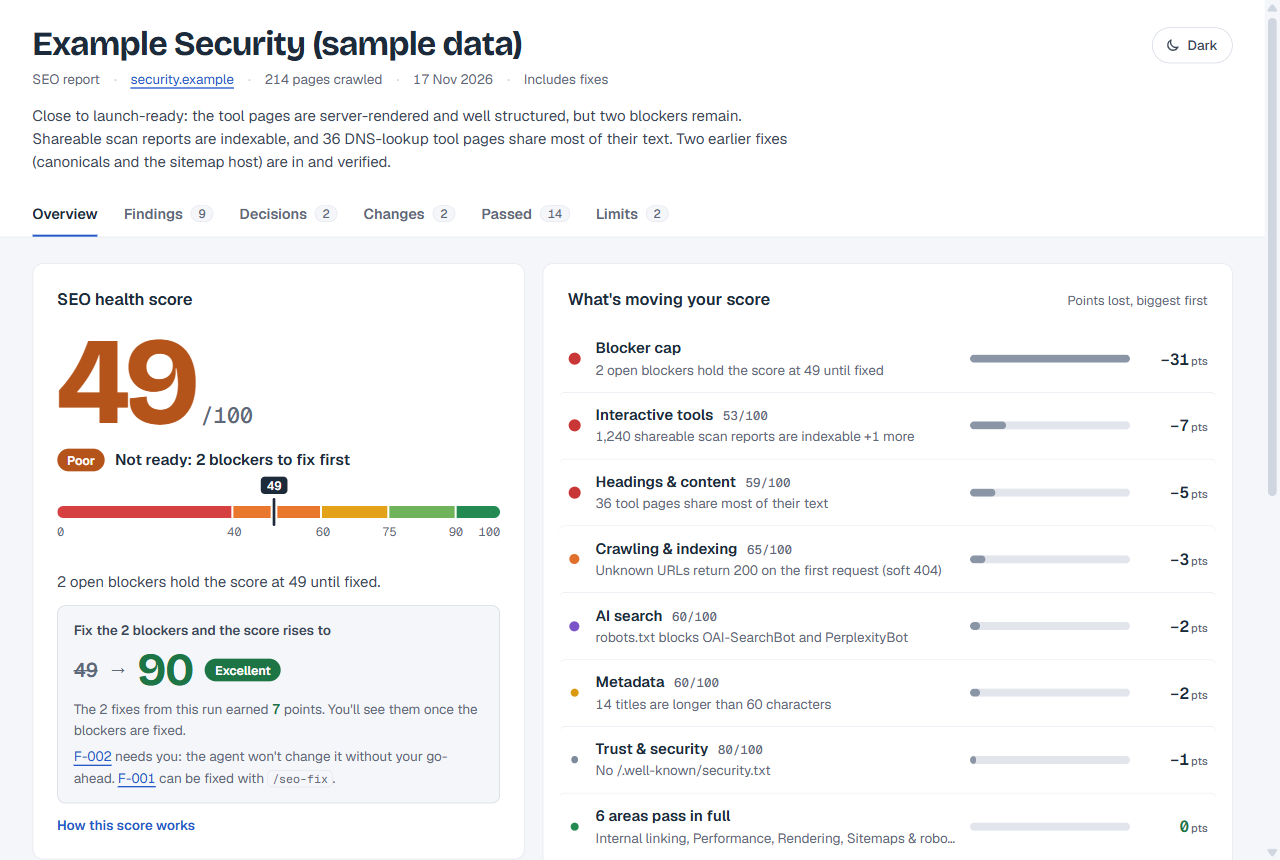 Example Security (sample data)
Dark
SEO report · security.example · 214 pages crawled · 17 Nov 2026 · Includes fixes
Close to launch-ready: the tool pages are server-rendered and well structured, but two blockers remain.
Shareable scan reports are indexable, and 36 DNS-lookup tool pages share most of their text. Two earlier fixes
(canonicals and the sitemap host) are in and verified.
Overview Findings 9 Decisions 2 Changes 2 Passed 14 Limits 2
SEO health score
49 /100
Poor Not ready: 2 blockers to fix first
49
0 40 60 75 90 100
2 open blockers hold the score at 49 until fixed.
Fix the 2 blockers and the score rises to
49 → 90 Excellent
The 2 fixes from this run earned 7 points. You'll see them once the
blockers are fixed.
F-002 needs you: the agent won't change it without your go-
ahead. F-001 can be fixed with /seo-fix.
How this score works
What's moving your score
Points lost, biggest first
Blocker cap
2 open blockers hold the score at 49 until fixed
−31 pts
Interactive tools 53/100
1,240 shareable scan reports are indexable +1 more
−7 pts
Headings & content 59/100
36 tool pages share most of their text
−5 pts
Crawling & indexing 65/100
Unknown URLs return 200 on the first request (soft 404)
−3 pts
AI search 60/100
robots.txt blocks OAI-SearchBot and PerplexityBot
−2 pts
Metadata 60/100
14 titles are longer than 60 characters
−2 pts
Trust & security 80/100
No /.well-known/security.txt
−1 pts
6 areas pass in full
Internal linking, Performance, Rendering, Sitemaps & robo…
0 pts